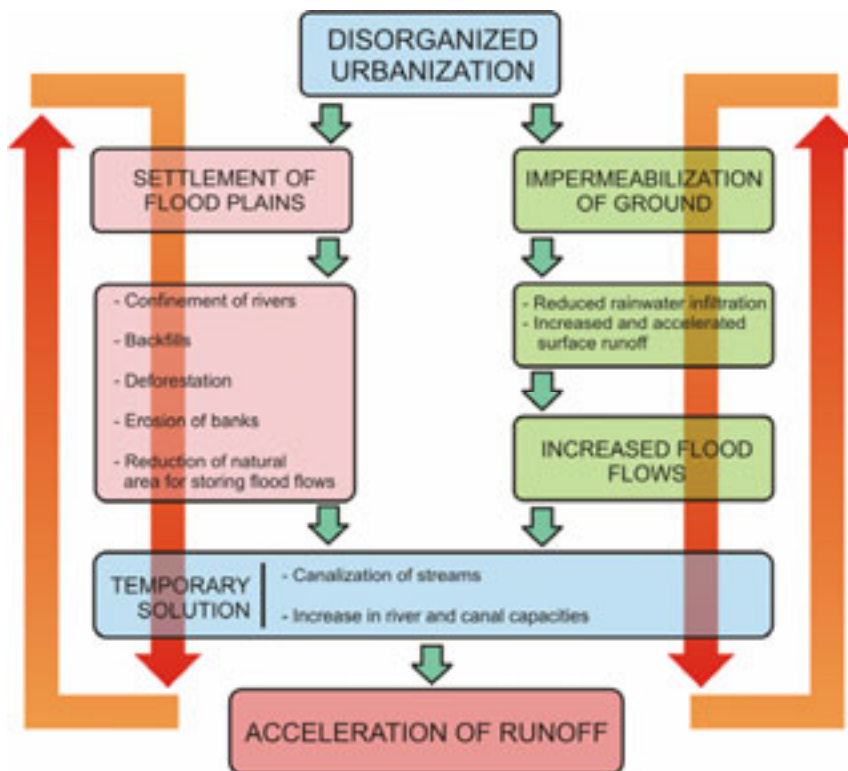 DISORGANIZED
URBANIZATION
SETTLEMENT OF
FLOOD PLAINS
- Confinement of rivers
- Backfills
- Deforestation
- Erosion of banks
- Reduction of natural
area for storing flood flows
IMPERMEABILIZATION
OF GROUND
- Reduced rainwater infiltration
- Increased and accelerated
surface runoff
INCREASED FLOOD
FLOWS
TEMPORARY
SOLUTION
- Canalization of streams
- Increase in river and canal capacities
ACCELERATION OF RUNOFF